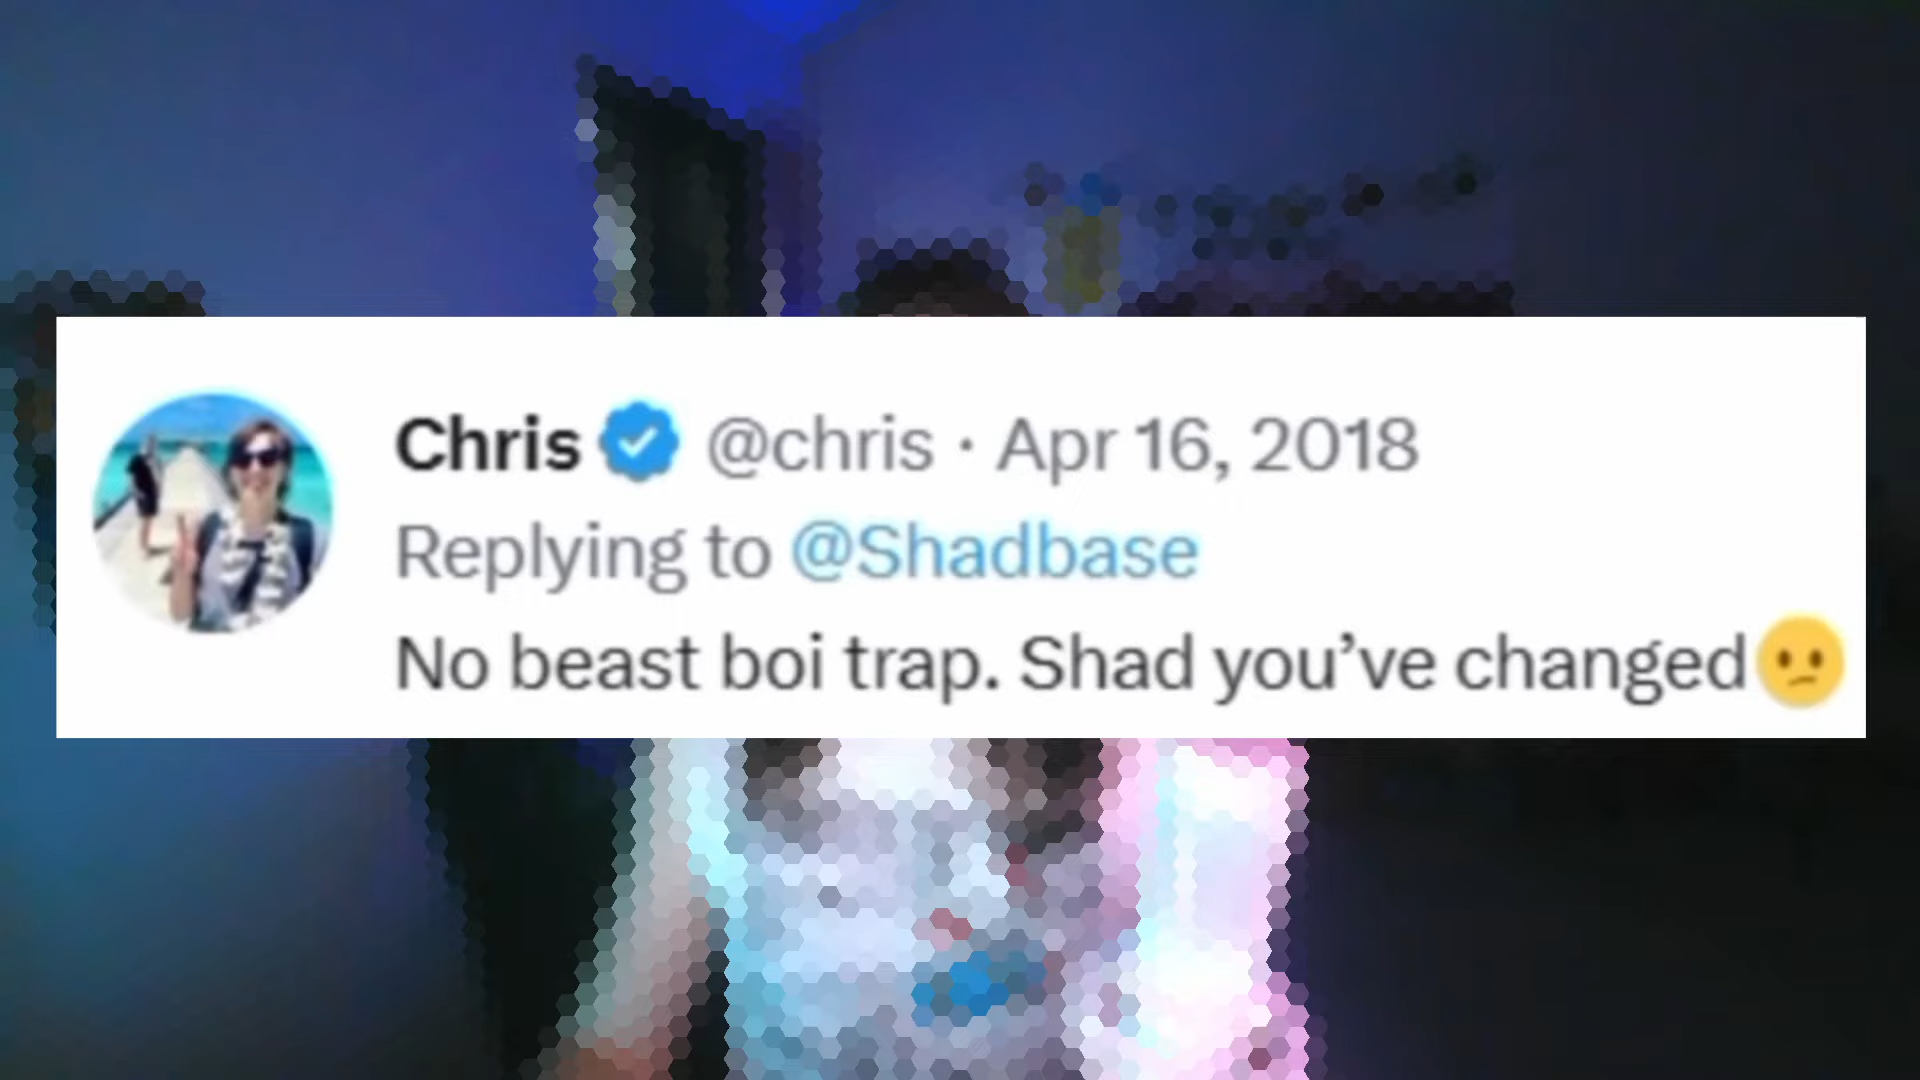 Chris @chris · Apr 16, 2018
Replying to @Shadbase
No beast boi trap. Shad you’ve changed🫤